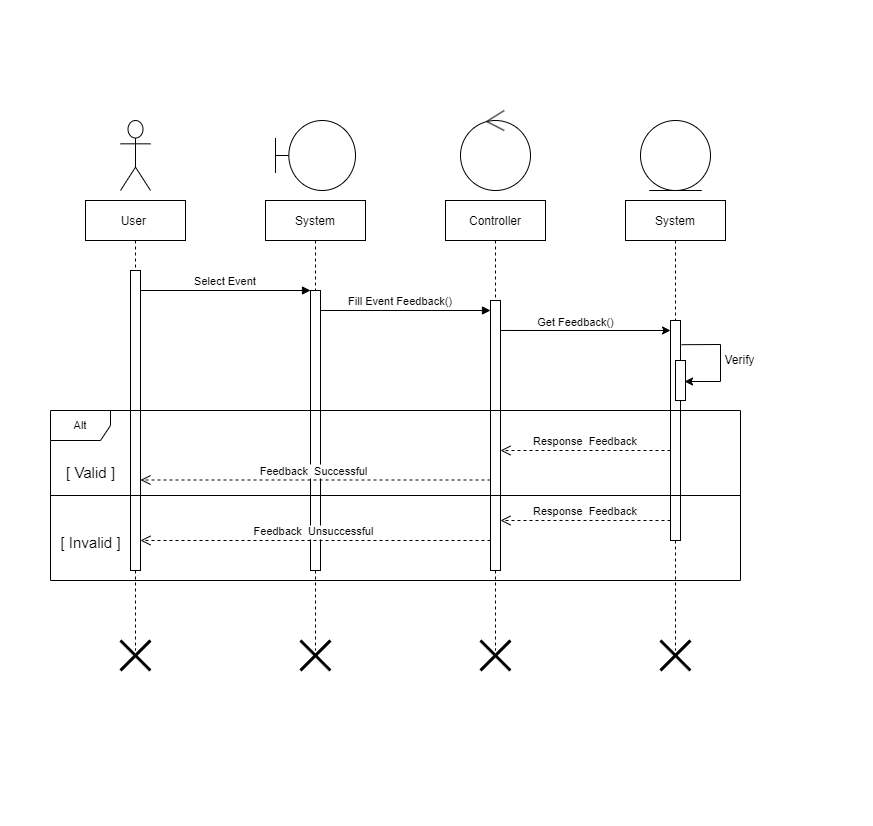 User
System
Controller
System
Select Event
Fill Event Feedback()
Get Feedback()
Verify
Alt
Response Feedback
[ Valid ]
Feedback Successful
Response Feedback
Feedback Unsuccessful
[ Invalid ]